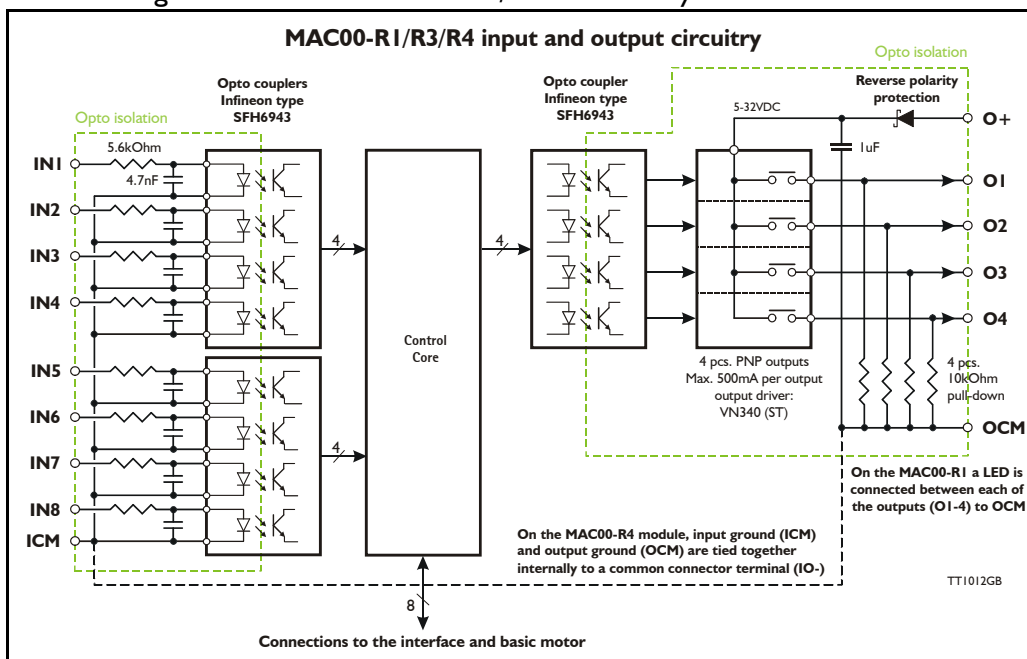 MAC00-R1/R3/R4 input and output circuitry
Opto isolation
Opto couplers
Infineon type
SFH6943
Opto coupler
Infineon type
SFH6943
Opto isolation
Reverse polarity
protection
5-32VDC
O+
1uF
IN1
5.6kOhm
4.7nF
IN2
IN3
IN4
IN5
IN6
IN7
IN8
ICM
4
4
Control
Core
4
O1
O2
O3
O4
4 pcs. PNP outputs
Max. 500mA per output
output driver:
VN340 (ST)
4 pcs.
10kOhm
pull-down
OCM
On the MAC00-R1 a LED is
connected between each of
the outputs (O1-4) to OCM
On the MAC00-R4 module, input ground (ICM)
and output ground (OCM) are tied together
internally to a common connector terminal (IO-)
TT1012GB
8
Connections to the interface and basic motor